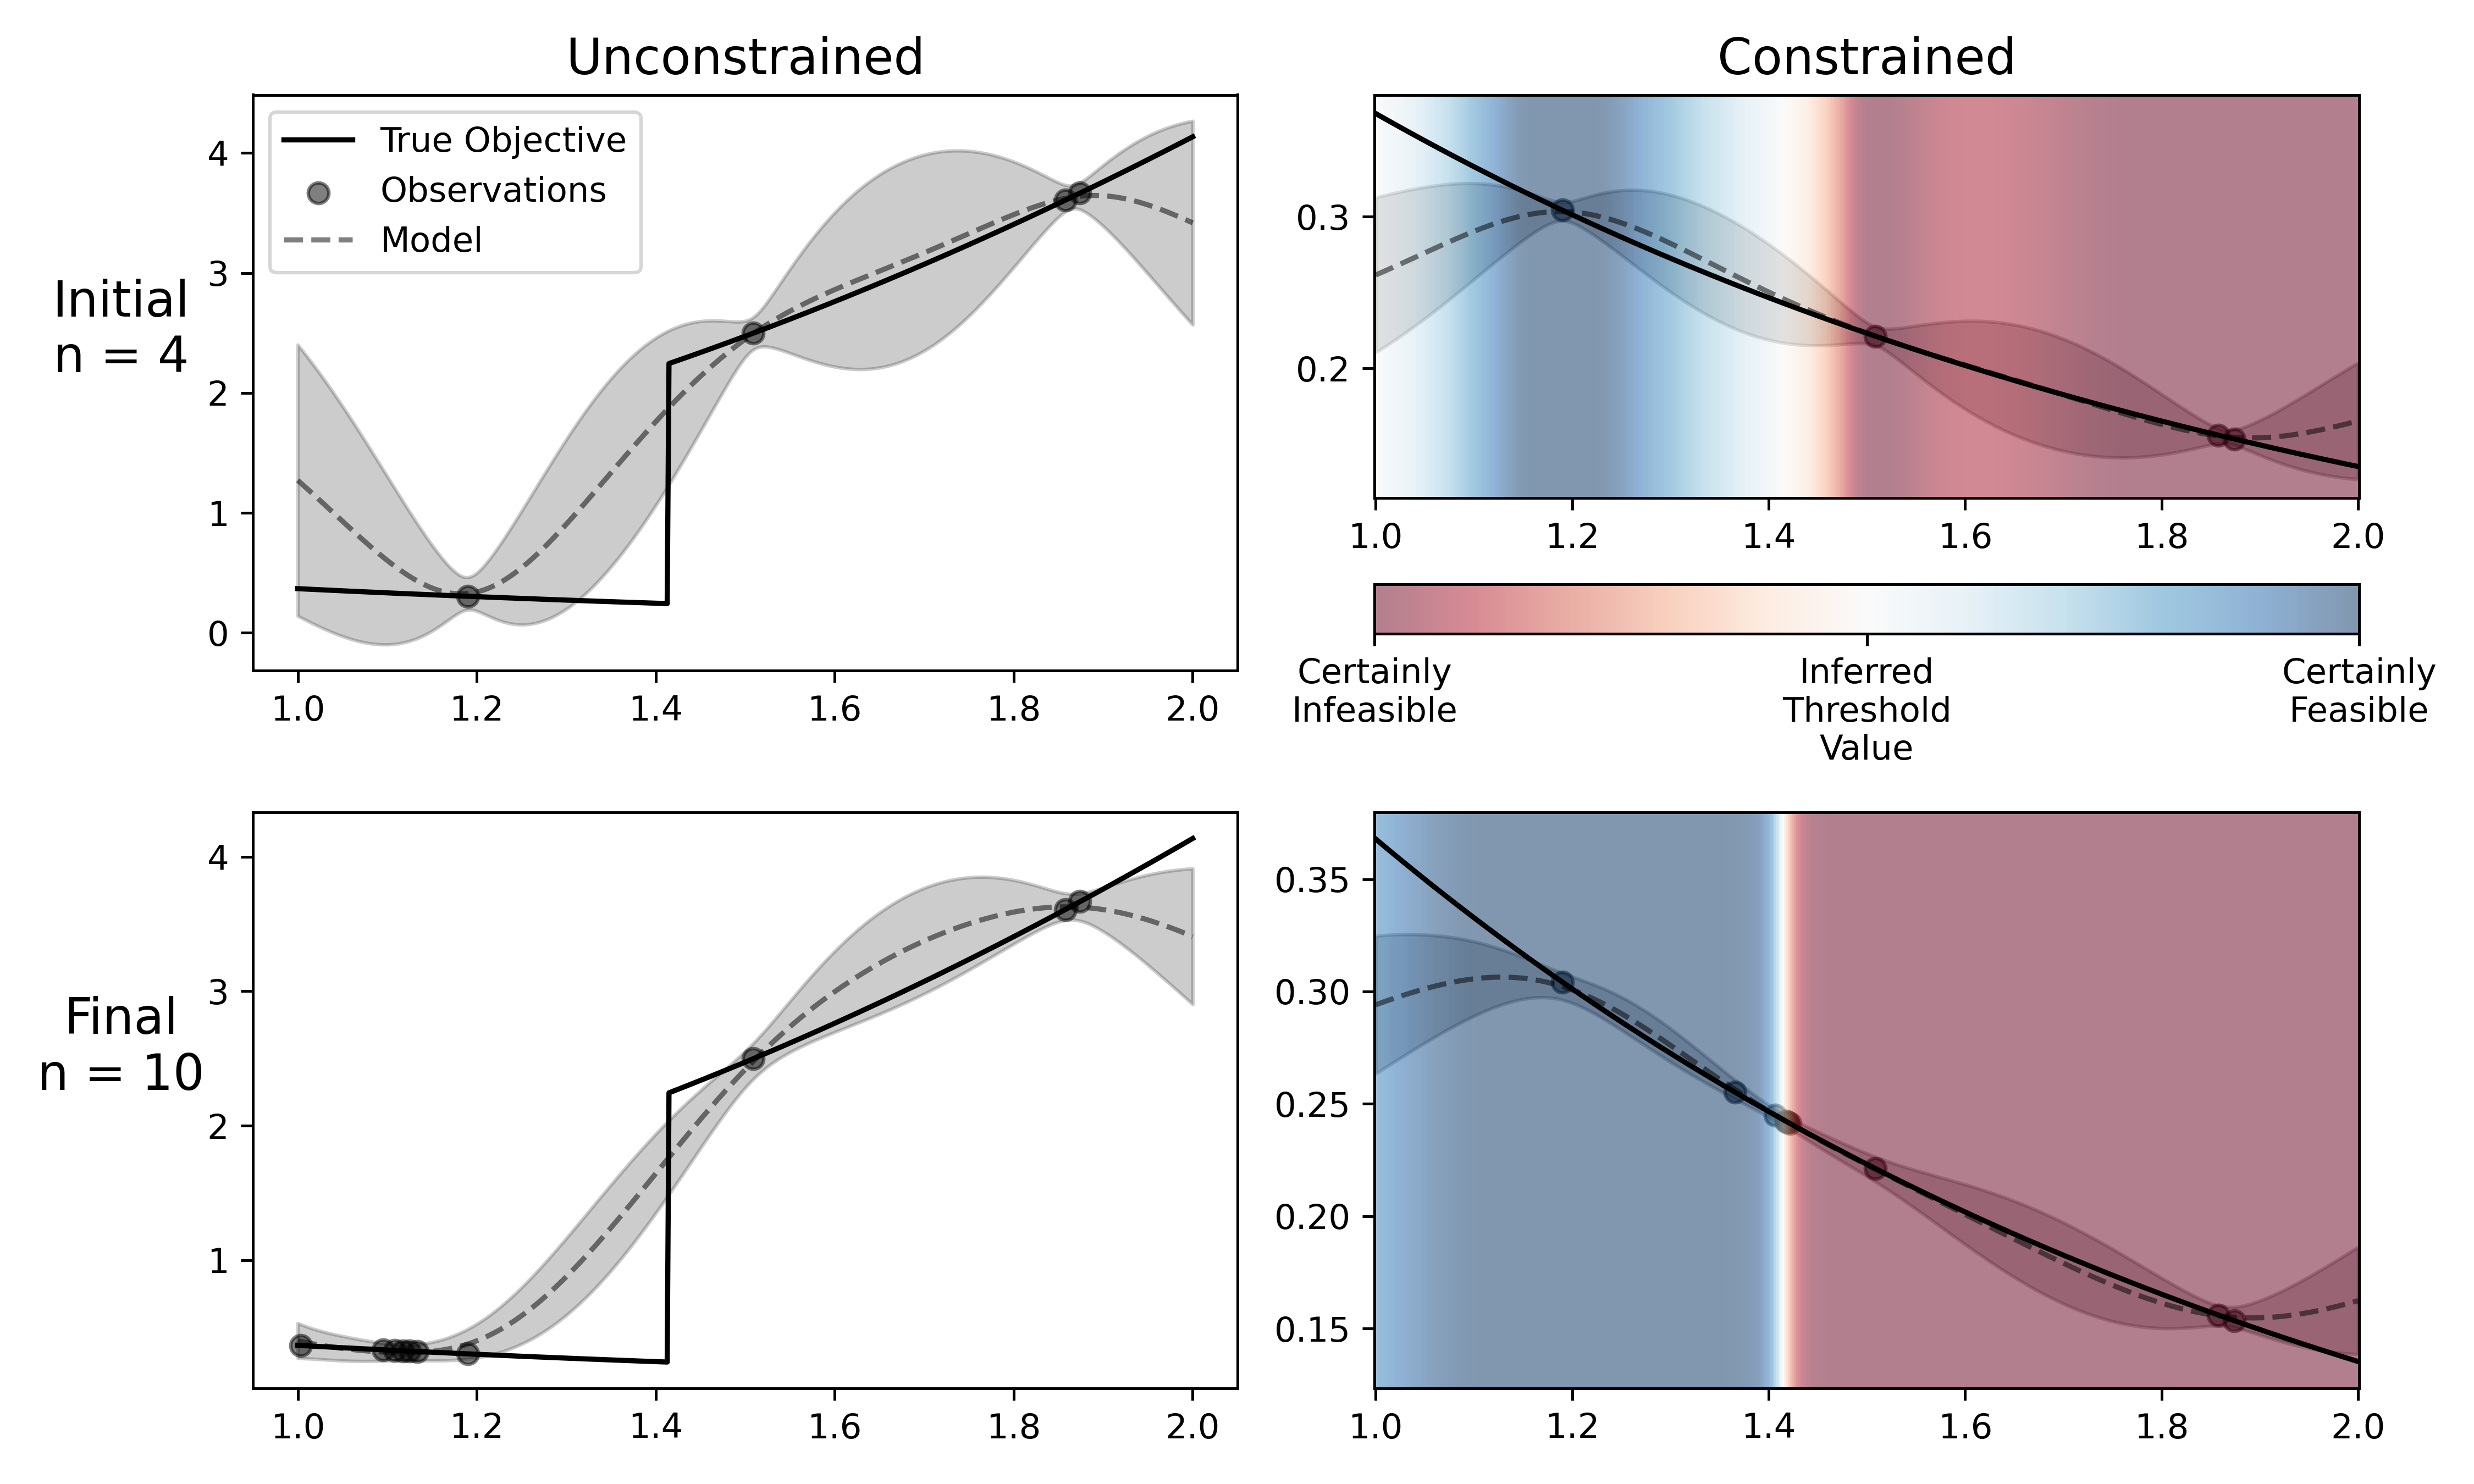 Unconstrained
Constrained
True Objective
Observations
Model
Initial
n = 4
4
3
2
1
0
1.0 1.2 1.4 1.6 1.8 2.0
0.3
0.2
1.0 1.2 1.4 1.6 1.8 2.0
Certainly
Infeasible
Inferred
Threshold
Value
Certainly
Feasible
Final
n = 10
4
3
2
1
1.0 1.2 1.4 1.6 1.8 2.0
0.35
0.30
0.25
0.20
0.15
1.0 1.2 1.4 1.6 1.8 2.0